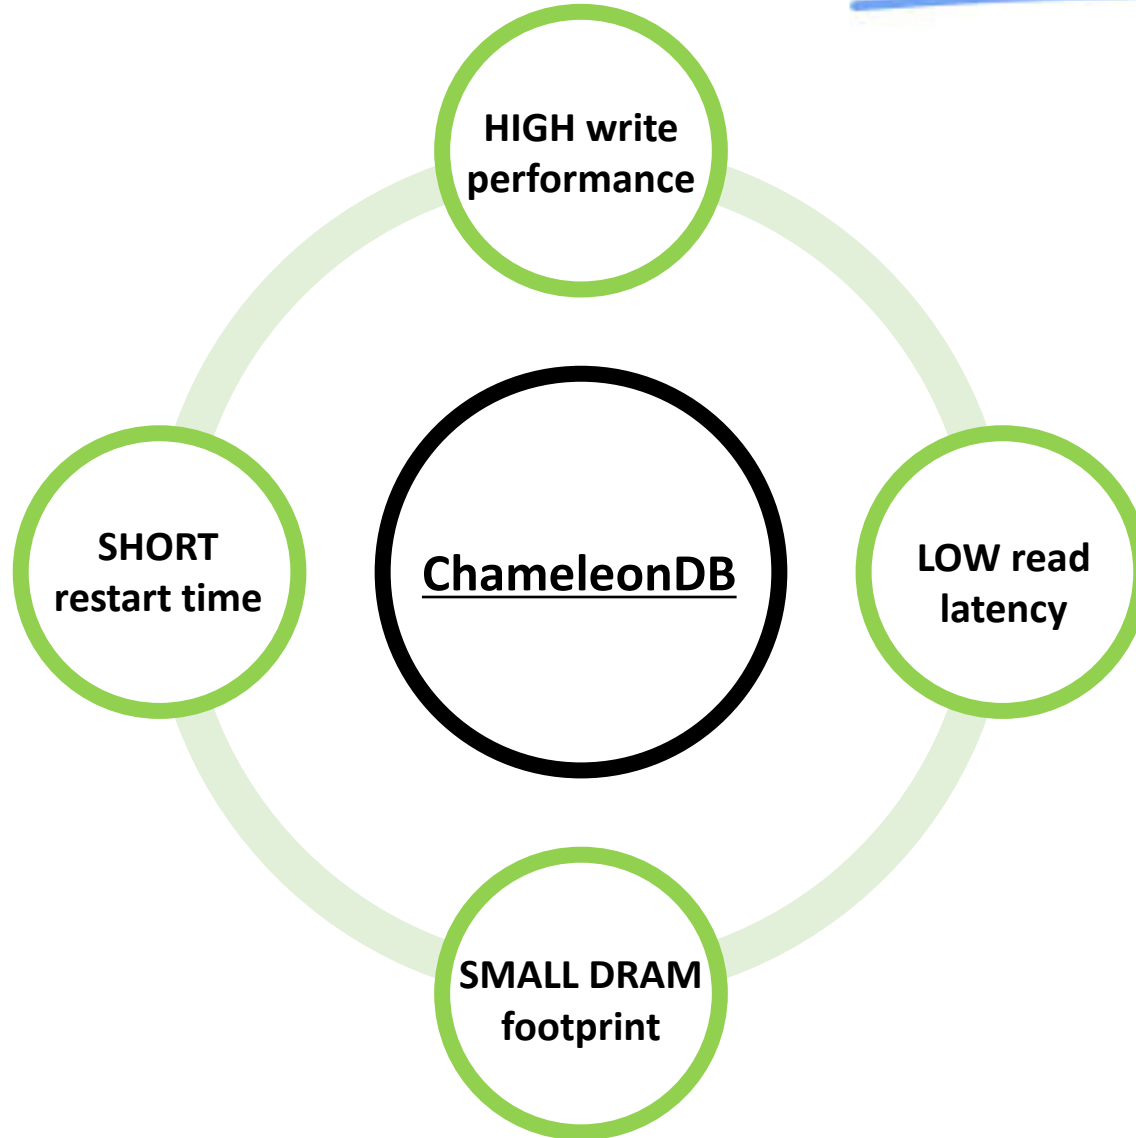 HIGH write
performance
SHORT
restart time
ChameleonDB
LOW read
latency
SMALL DRAM
footprint